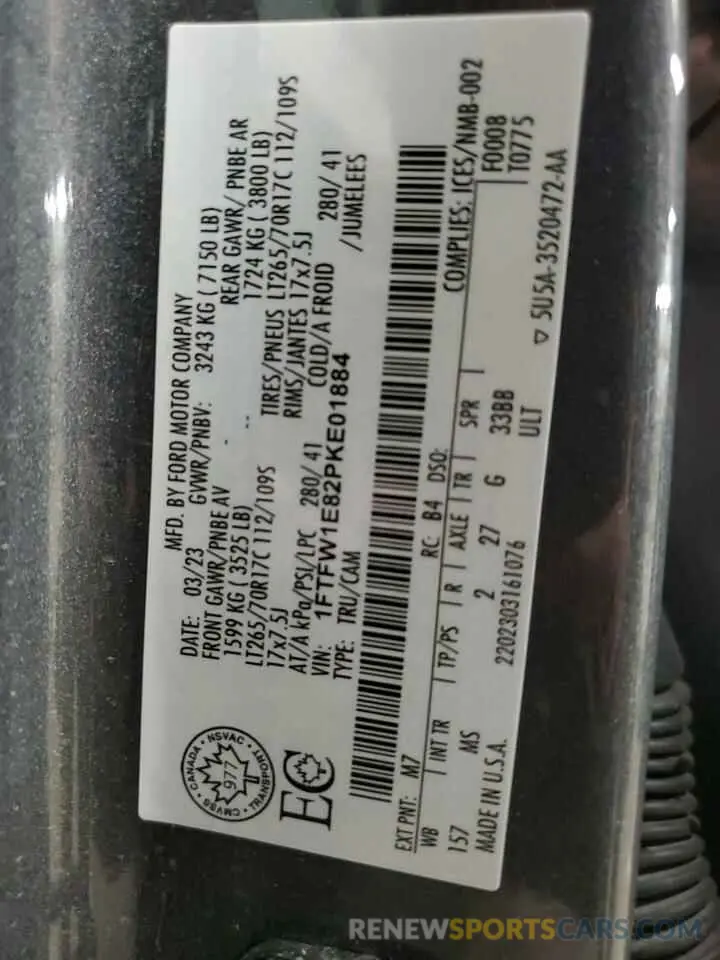 MFD. BY FORD MOTOR COMPANY
DATE: 03/23 GVWR/PNBV: 3243 KG ( 7150 LB)
FRONT GAWR/PNBE AV REAR GAWR/ PNBE AR
1599 KG ( 3525 LB) 1724 KG ( 3800 LB)
LT265/70R17C 112/109S TIRES/PNEUS LT265/70R17C 112/109S
17x7.5J RIMS/JANTES 17x7.5J
AT/A kPa/PSI/LPC 280/ 41 COLD/A FROID 280/ 41
VIN: 1FTFW1E82PKE01884 /JUMELEES
TYPE: TRU/CAM
CANADA • NSVAC • TRANSPORT • CMVSS •
977
EC
COMPLIES: ICES/NMB-002
EXT PNT: M7 RC: B4 DSO: F0008
T0775
WB INT TR TP/PS R AXLE TR SPR
157 MS 2 27 G 33BB
ULT
MADE IN U.S.A. 2202303161076
5U5A-3520472-AA
RENEWSPORTSCARS.COM